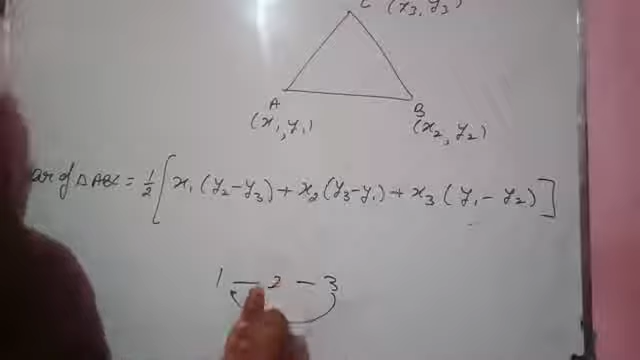 C (x₃, y₃)
A
B
(x₁, y₁)
(x₂, y₂)
ar of △ABC = 1/2 [x₁(y₂-y₃)+x₂(y₃-y₁)+x₃(y₁-y₂)]
1 — 2 — 3